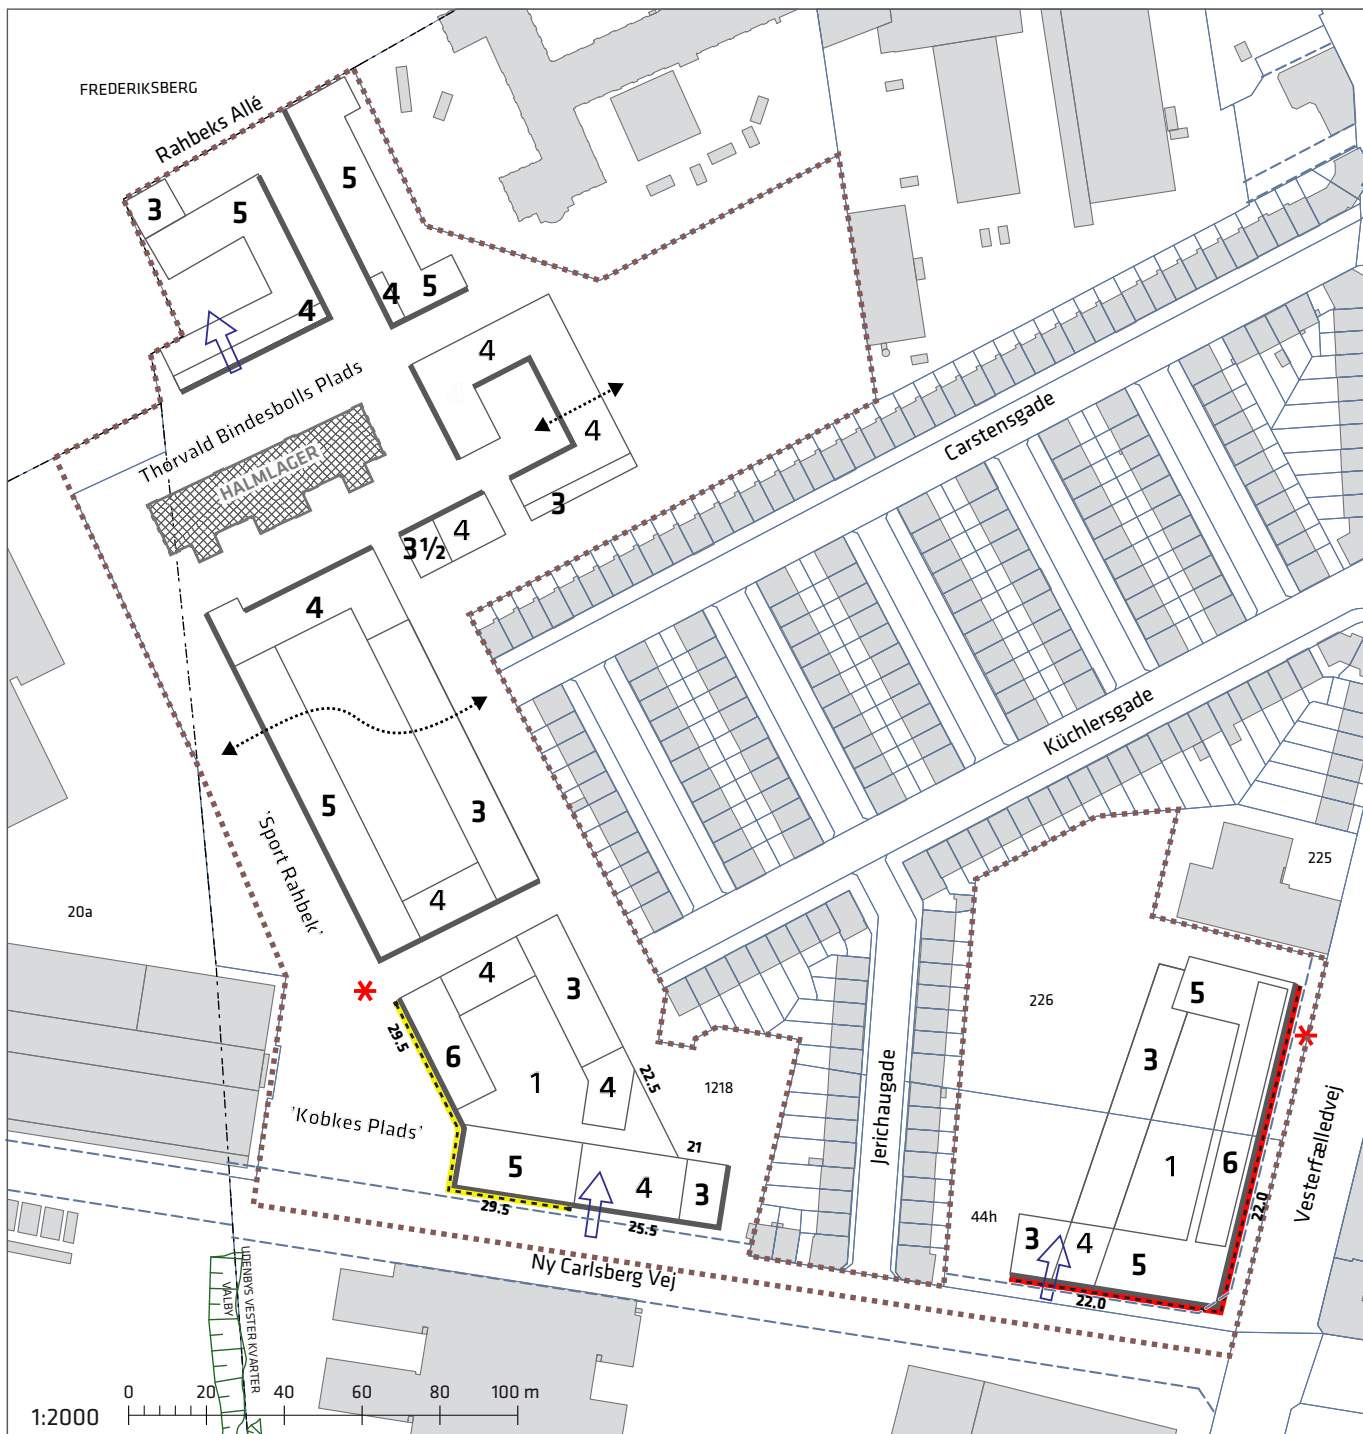 FREDERIKSBERG
Rahbeks Allé
3
5
5
4
4
5
Thorvald Bindesbolls Plads
HALMLAGER
4
4
3
3½
4
4
5
3
4
'Sport Rahbek'
Carstensgade
Küchlersgade
20a
225
226
4
3
6
1
4
29.5
22.5
1218
'Kobkes Plads'
5
4
3
21
29.5
25.5
Ny Carlsberg Vej
Jerichaugade
44h
5
3
1
6
3
4
5
22.0
22.0
Vesterfælledvej
UDENBYS VESTER KVARTER
VALBY
0 20 40 60 80 100 m
1:2000